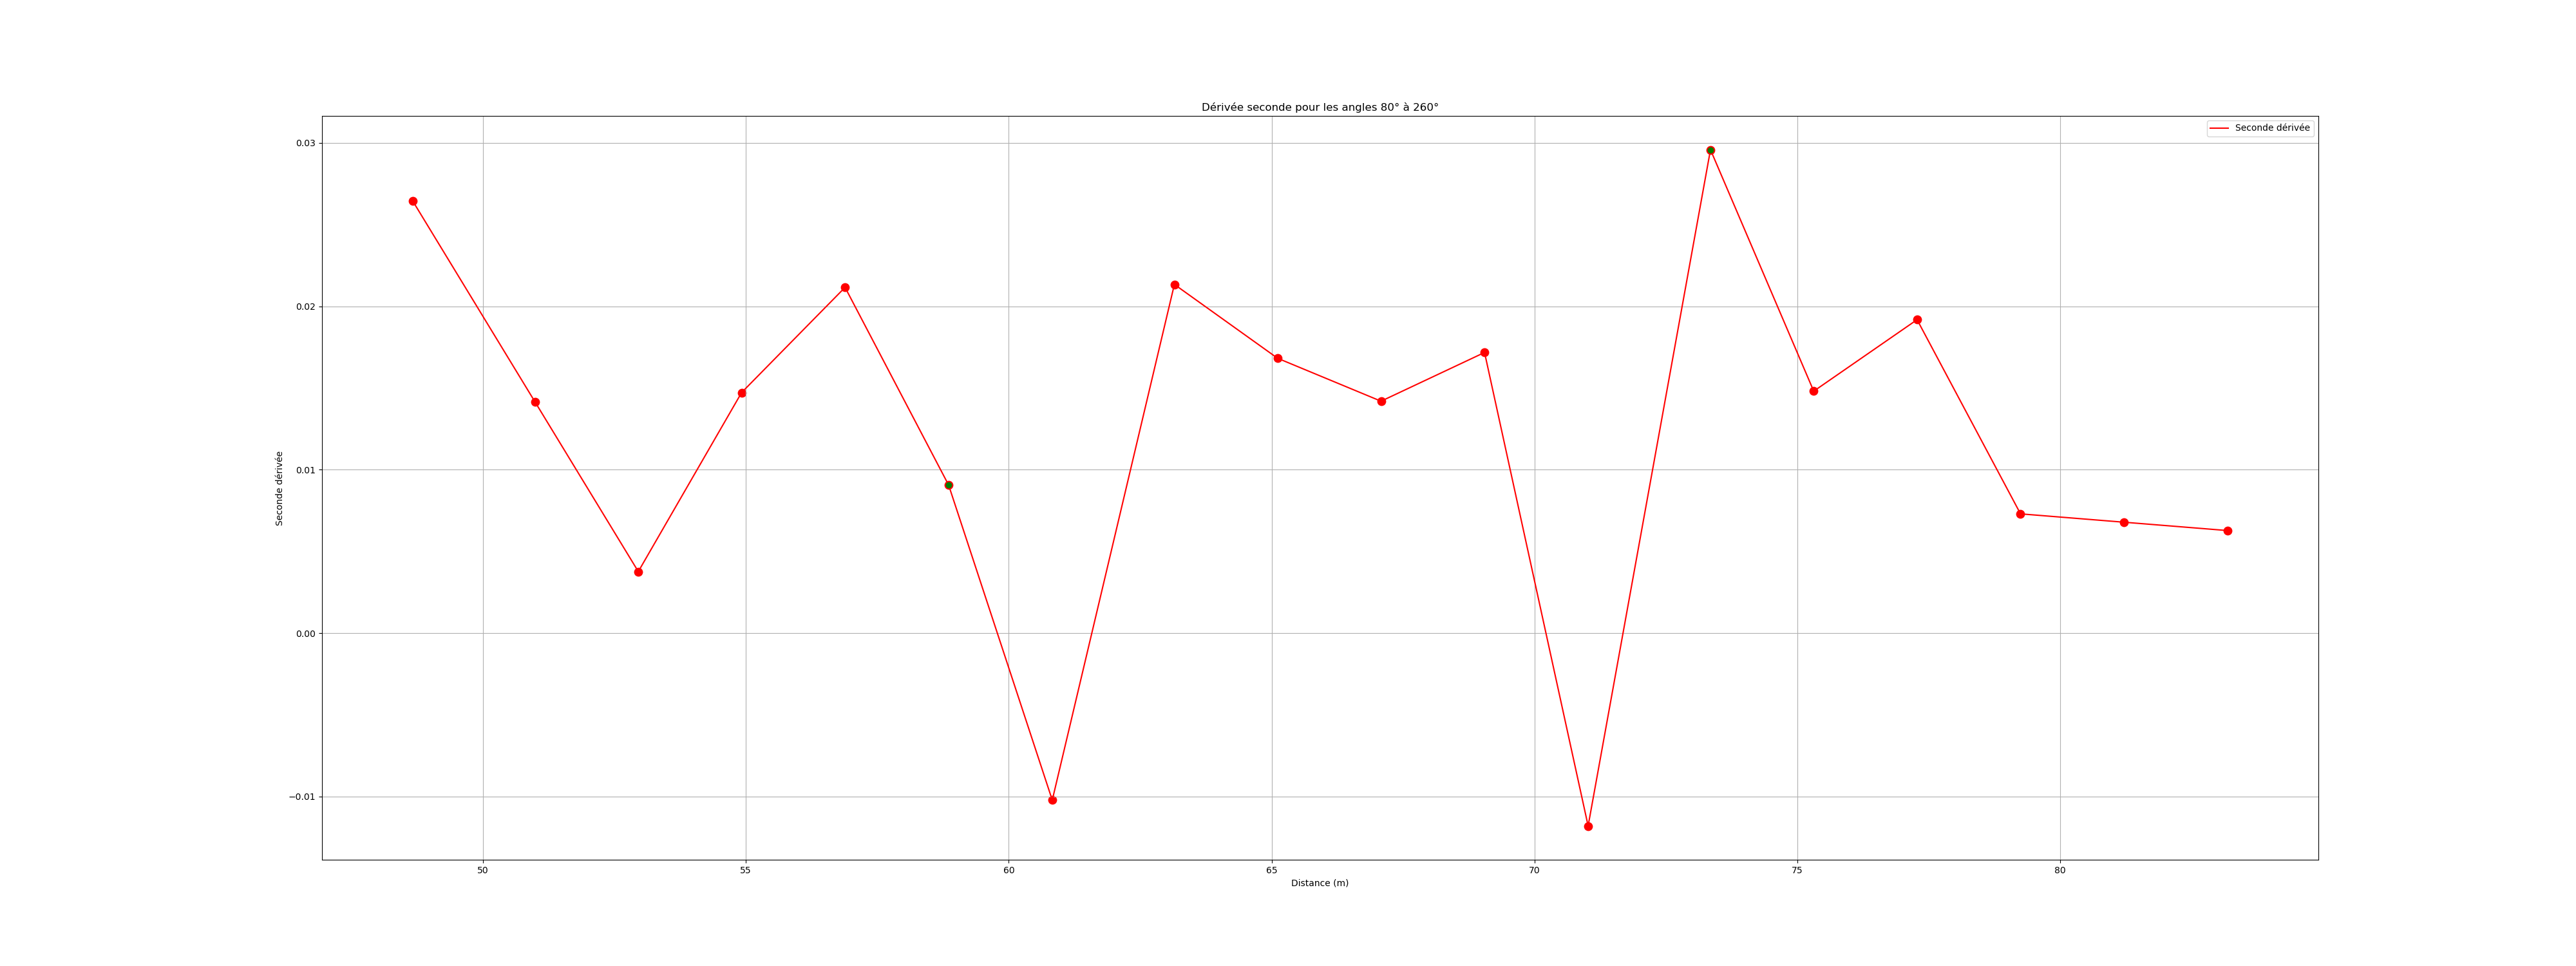 Dérivée seconde pour les angles 80° à 260°
Seconde dérivée
0.03
0.02
0.01
0.00
−0.01
Seconde dérivée
50 55 60 65 70 75 80
Distance (m)